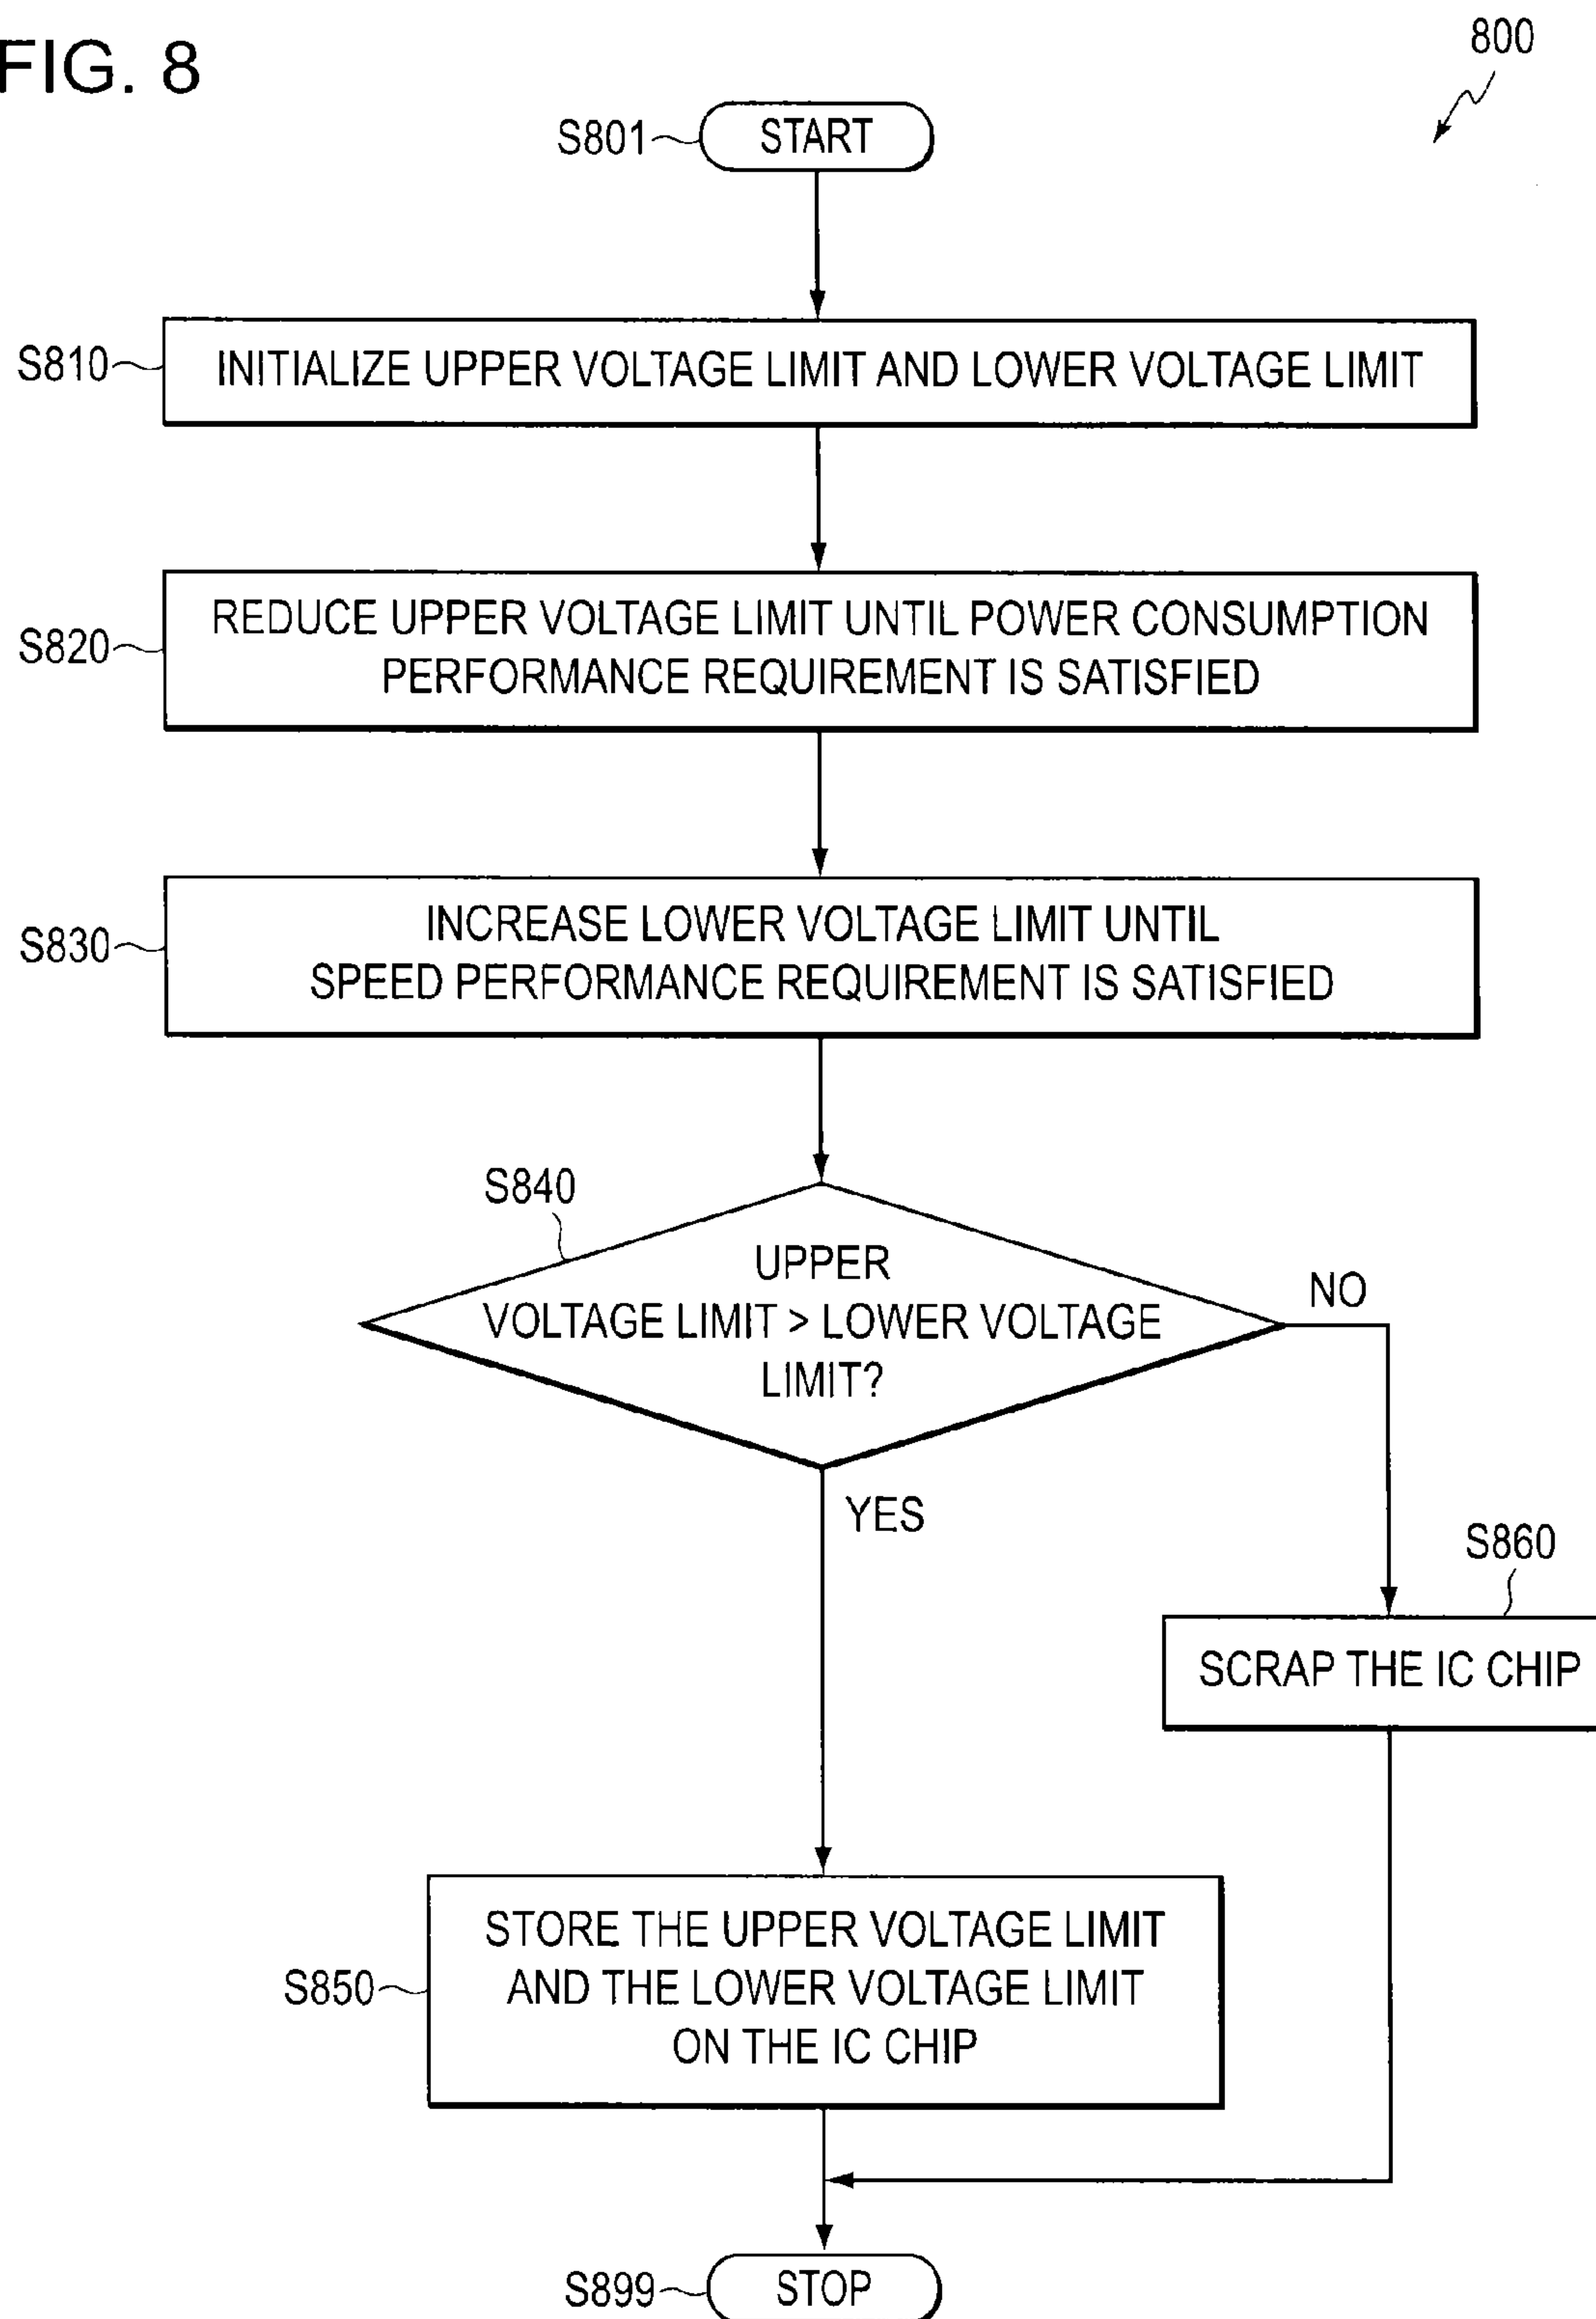 FIG. 8
800
S801
START
S810
INITIALIZE UPPER VOLTAGE LIMIT AND LOWER VOLTAGE LIMIT
S820
REDUCE UPPER VOLTAGE LIMIT UNTIL POWER CONSUMPTION
PERFORMANCE REQUIREMENT IS SATISFIED
S830
INCREASE LOWER VOLTAGE LIMIT UNTIL
SPEED PERFORMANCE REQUIREMENT IS SATISFIED
S840
UPPER
VOLTAGE LIMIT > LOWER VOLTAGE
LIMIT?
NO
YES
S860
SCRAP THE IC CHIP
S850
STORE THE UPPER VOLTAGE LIMIT
AND THE LOWER VOLTAGE LIMIT
ON THE IC CHIP
S899
STOP